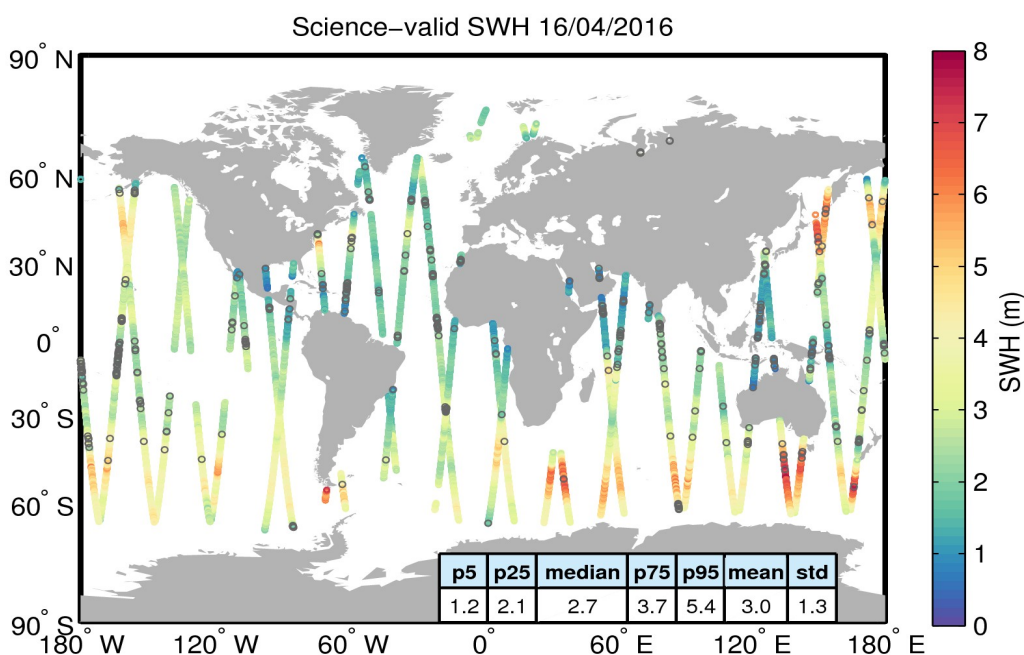 Science−valid SWH 16/04/2016
90° N
60° N
30° N
0°
30° S
60° S
90° S
180° W
120° W
60° W
0°
60° E
120° E
180° E
p5 p25 median p75 p95 mean std
1.2 2.1 2.7 3.7 5.4 3.0 1.3
8
7
6
5
4
3
2
1
0
SWH (m)